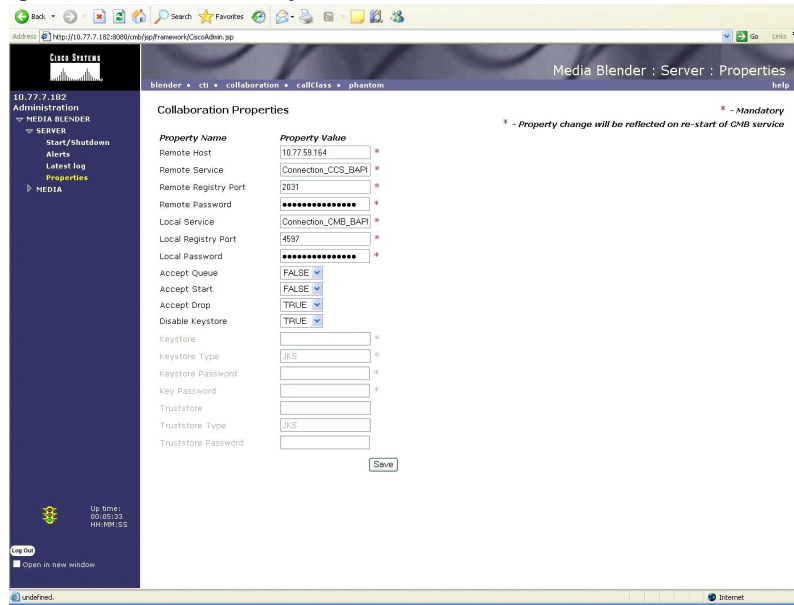 Back Search Favorites
Address http://10.77.7.182:8080/cmb/jsp/framework/CiscoAdmin.jsp Go Links
CISCO SYSTEMS
Media Blender : Server : Properties
blender • cti • collaboration • callClass • phantom help
10.77.7.182
Administration
MEDIA BLENDER
SERVER
Start/Shutdown
Alerts
Latest log
Properties
MEDIA
Collaboration Properties
* - Mandatory
* - Property change will be reflected on re-start of CMB service
Property Name Property Value
Remote Host 10.77.59.164 *
Remote Service Connection_CCS_BAPI *
Remote Registry Port 2031 *
Remote Password ●●●●●●●●●●●●●●● *
Local Service Connection_CMB_BAPI *
Local Registry Port 4597 *
Local Password ●●●●●●●●●●●●●●● *
Accept Queue FALSE
Accept Start FALSE
Accept Drop TRUE
Disable Keystore TRUE
Keystore *
Keystore Type JKS *
Keystore Password *
Key Password *
Truststore
Truststore Type JKS
Truststore Password
Save
Up time:
00:05:33
HH:MM:SS
Log Out
Open in new window
undefined. Internet